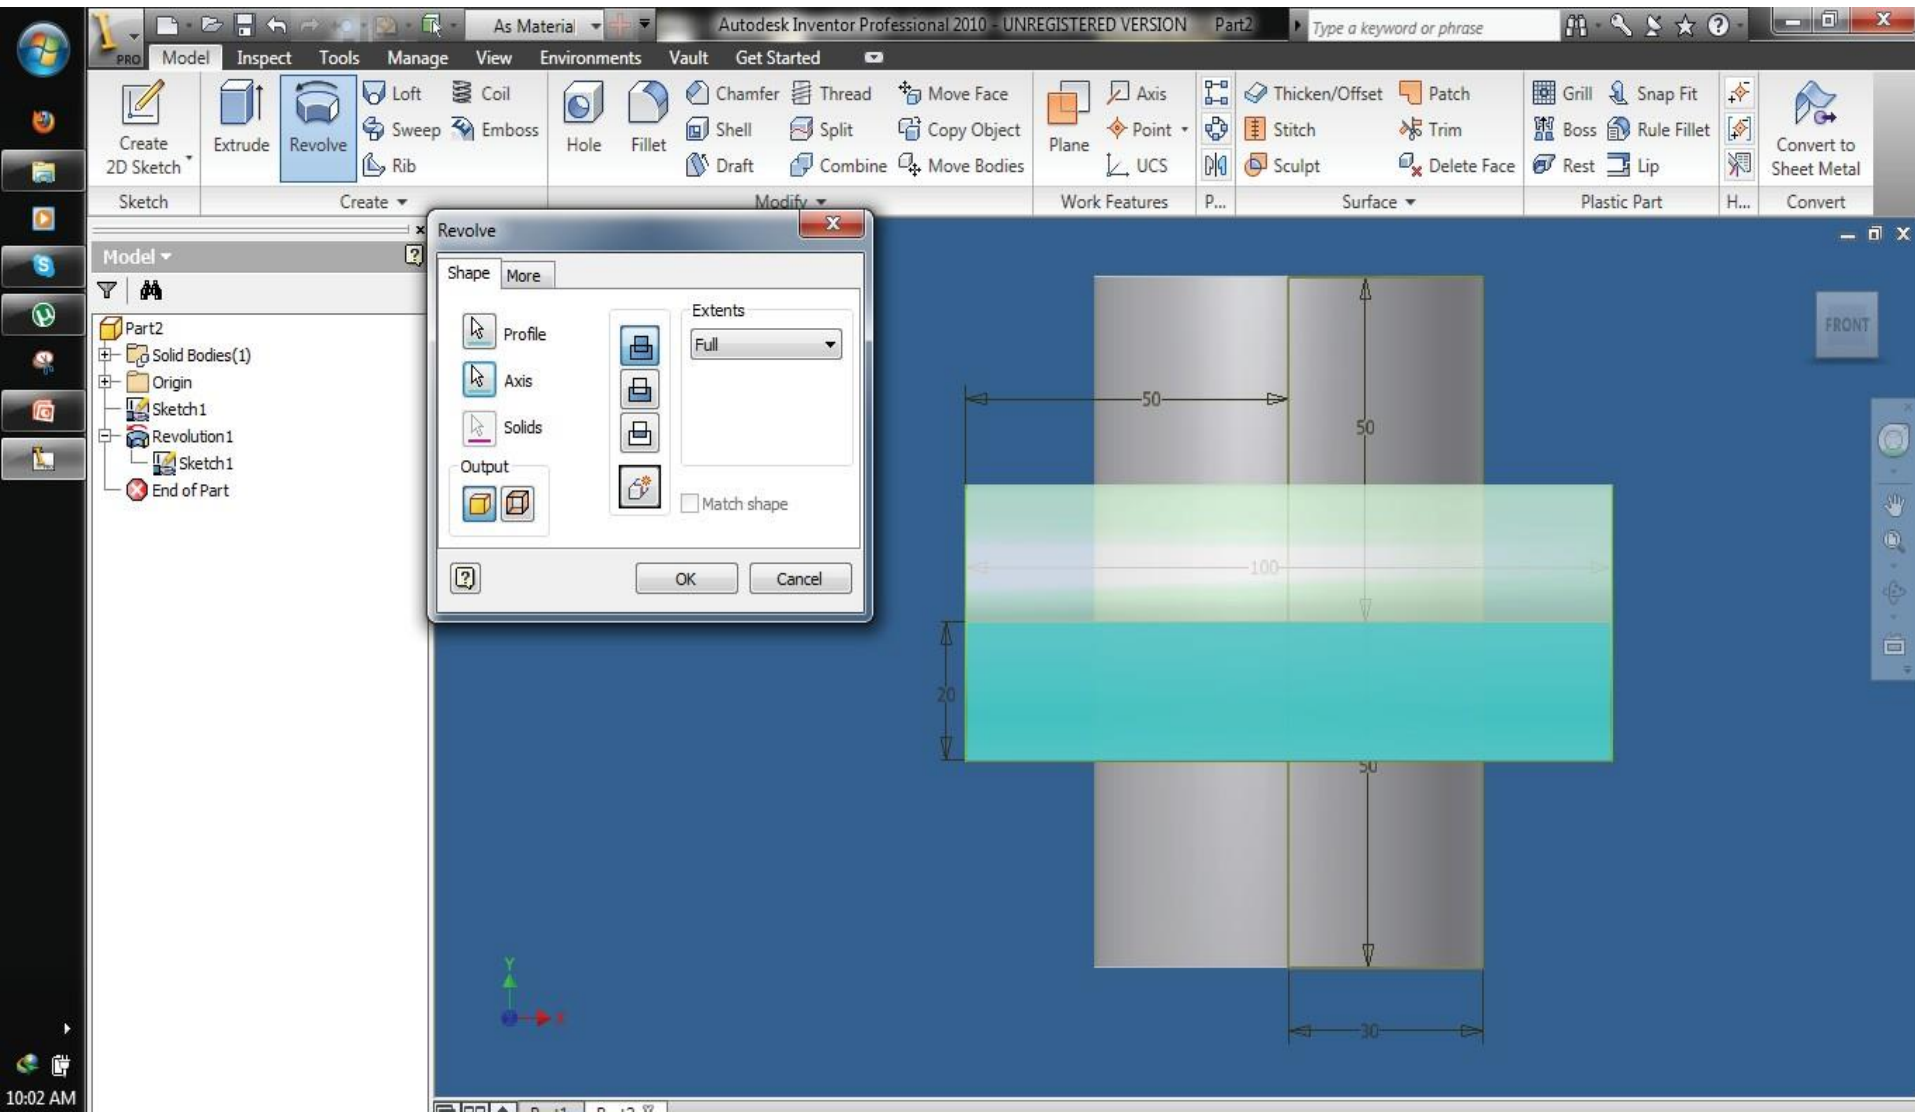 As Material
Autodesk Inventor Professional 2010 - UNREGISTERED VERSION Part2
Type a keyword or phrase
PRO Model Inspect Tools Manage View Environments Vault Get Started
Create 2D Sketch
Extrude
Revolve
Loft Coil
Sweep Emboss
Rib
Hole
Fillet
Chamfer Thread Move Face
Shell Split Copy Object
Draft Combine Move Bodies
Plane
Axis
Point
UCS
Thicken/Offset Patch
Stitch Trim
Sculpt Delete Face
Grill Snap Fit
Boss Rule Fillet
Rest Lip
Convert to
Sheet Metal
Sketch Create Modify Work Features P... Surface Plastic Part H... Convert
Model
Part2
Solid Bodies(1)
Origin
Sketch1
Revolution1
Sketch1
End of Part
Revolve
Shape More
Profile
Axis
Solids
Output
Extents
Full
Match shape
OK Cancel
FRONT
50
50
100
20
50
30
Y
X
10:02 AM